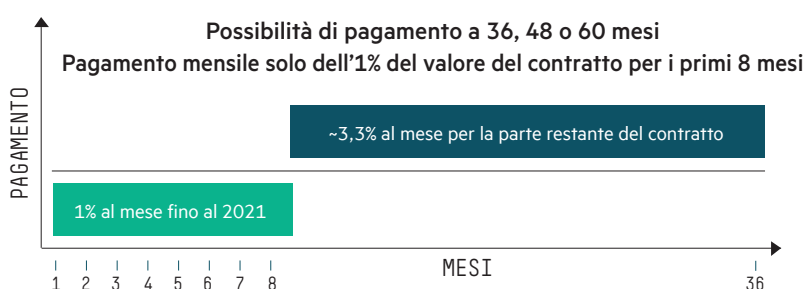 Possibilità di pagamento a 36, 48 o 60 mesi
Pagamento mensile solo dell'1% del valore del contratto per i primi 8 mesi
PAGAMENTO
~3,3% al mese per la parte restante del contratto
1% al mese fino al 2021
MESI
1 2 3 4 5 6 7 8 36